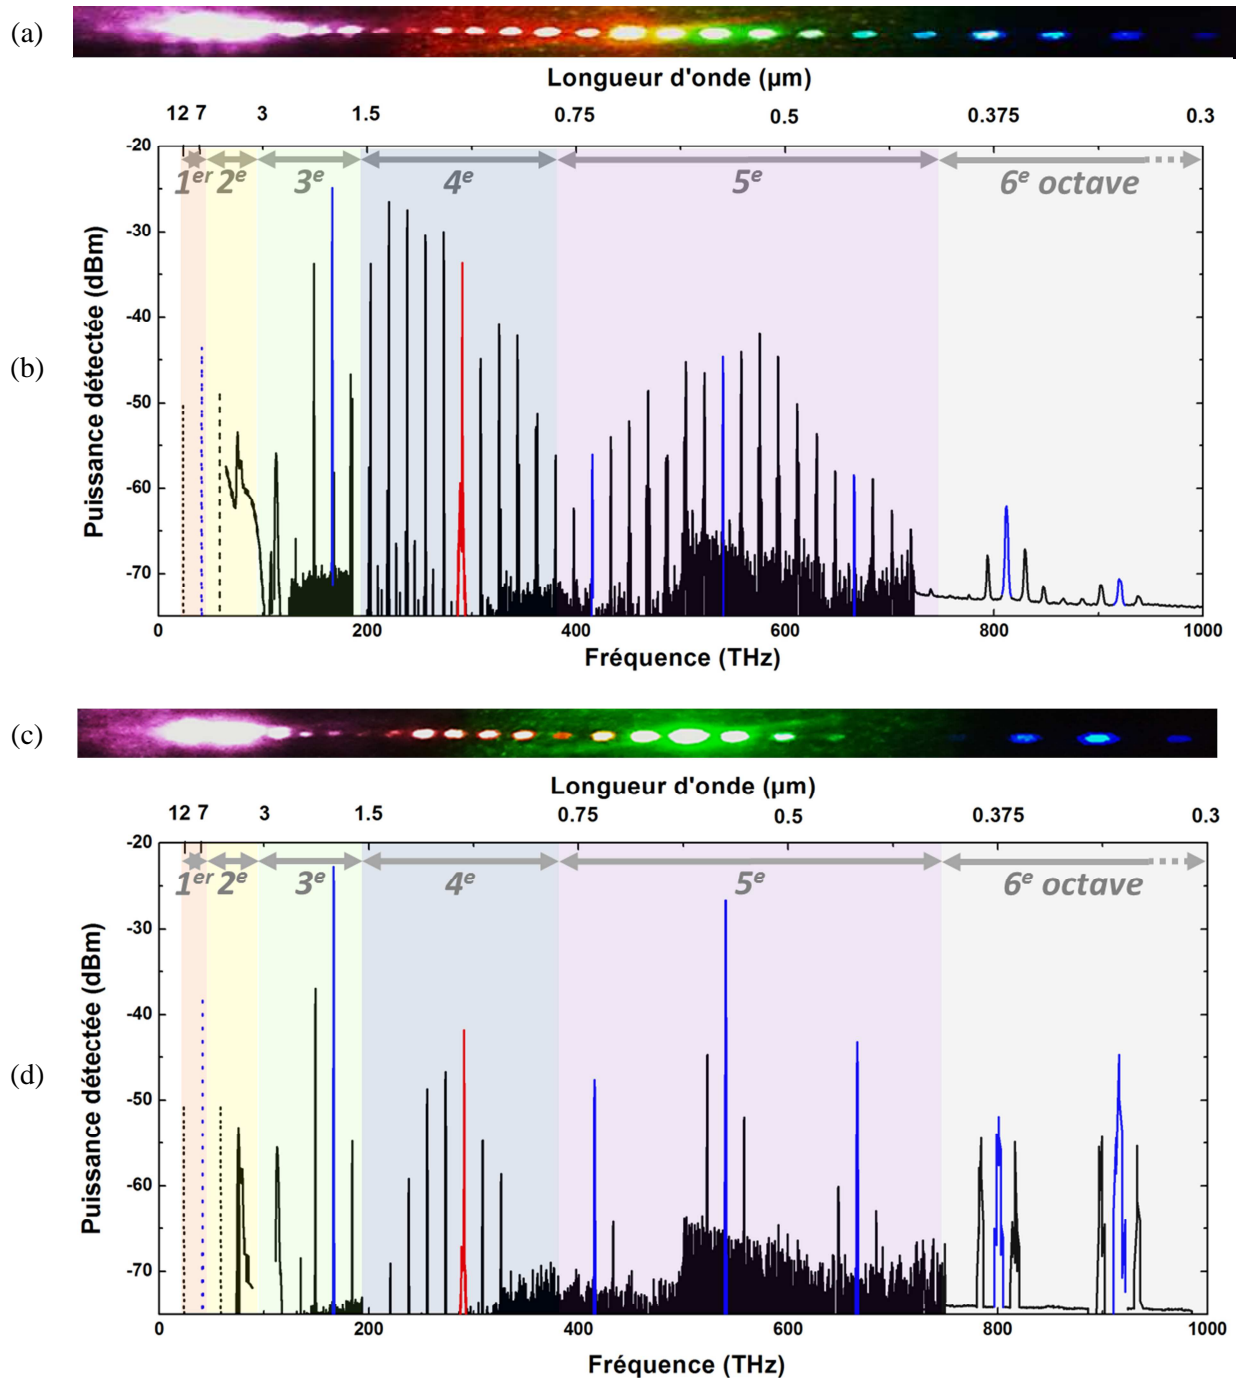 (a)
Longueur d'onde (µm)
12 7 3 1.5 0.75 0.5 0.375 0.3
-20
1er 2e 3e 4e 5e 6e octave
-30
-40
(b)
Puissance détectée (dBm)
-50
-60
-70
0 200 400 600 800 1000
Fréquence (THz)
(c)
Longueur d'onde (µm)
12 7 3 1.5 0.75 0.5 0.375 0.3
-20
1er 2e 3e 4e 5e 6e octave
-30
-40
(d)
Puissance détectée (dBm)
-50
-60
-70
0 200 400 600 800 1000
Fréquence (THz)